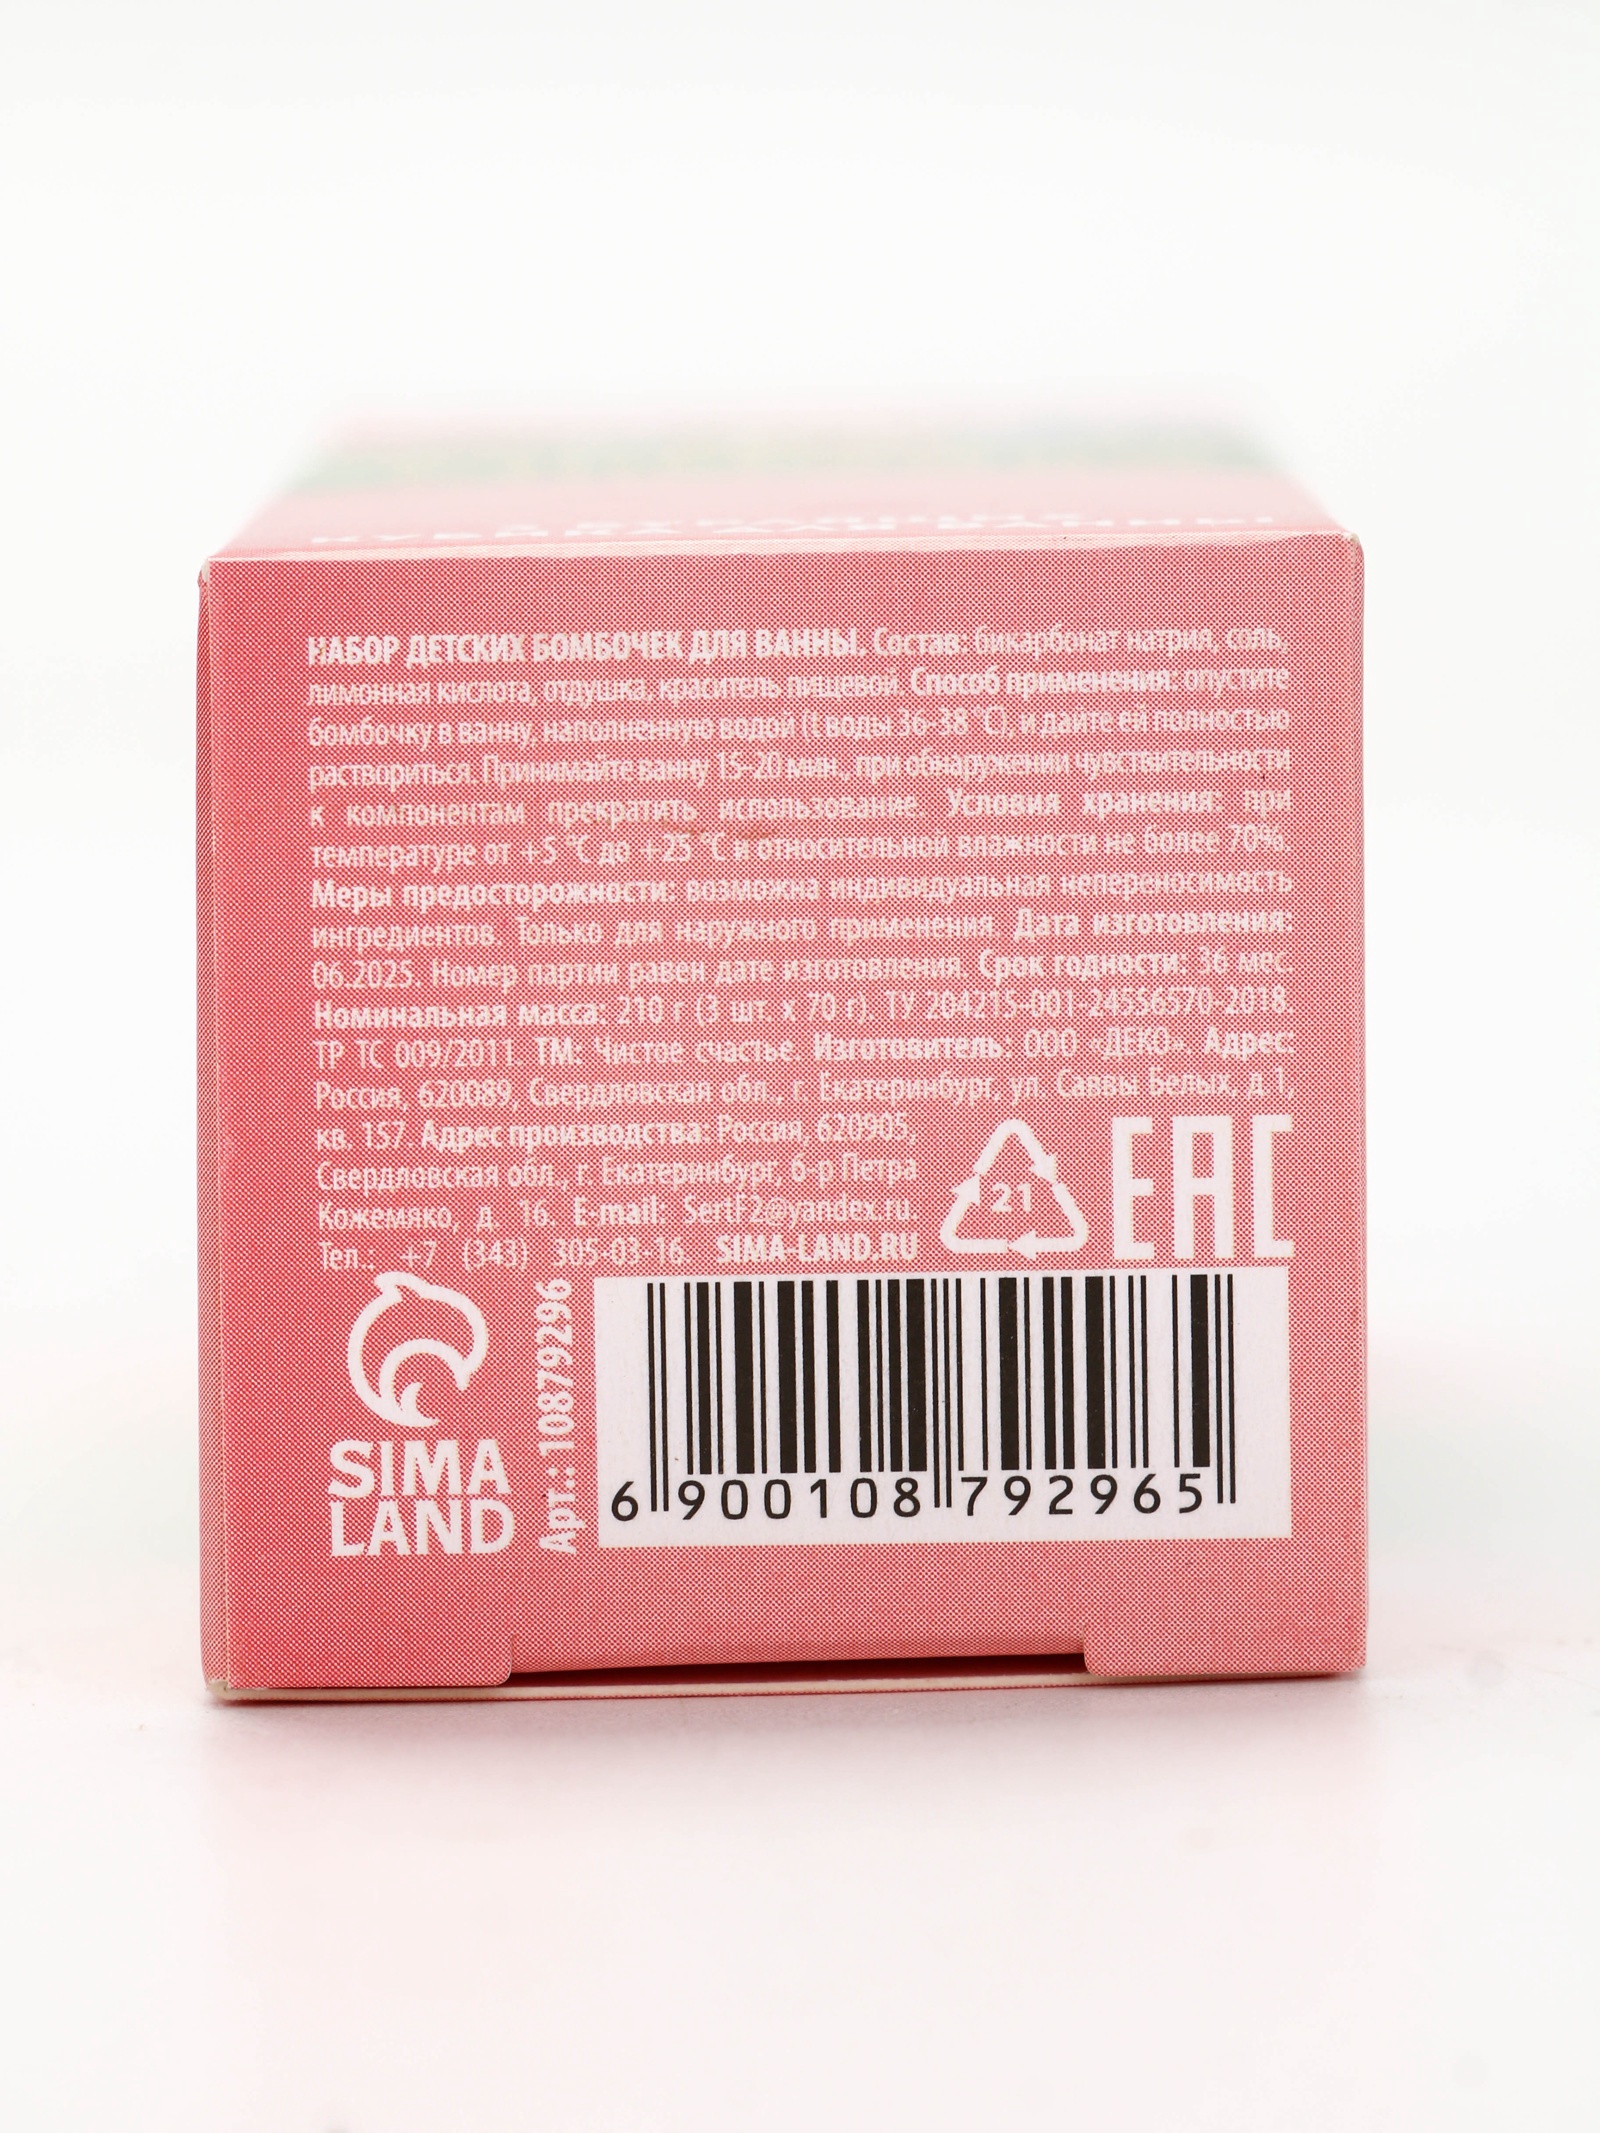 НАБОР ДЕТСКИХ БОМБОЧЕК ДЛЯ ВАННЫ. Состав: бикарбонат натрия, соль,
лимонная кислота, отдушка, краситель пищевой. Способ применения: опустите
бомбочку в ванну, наполненную водой (t воды 36-38 °С), и дайте ей полностью
раствориться. Принимайте ванну 15-20 мин., при обнаружении чувствительности
к компонентам прекратить использование. Условия хранения: при
температуре от +5 °С до +25 °С и относительной влажности не более 70%.
Меры предосторожности: возможна индивидуальная непереносимость
ингредиентов. Только для наружного применения. Дата изготовления:
06.2025. Номер партии равен дате изготовления. Срок годности: 36 мес.
Номинальная масса: 210 г (3 шт. х 70 г). ТУ 204215-001-24556570-2018.
ТР ТС 009/2011. ТМ: Чистое счастье. Изготовитель: ООО «ДЕКО». Адрес:
Россия, 620089, Свердловская обл., г. Екатеринбург, ул. Саввы Белых, д 1,
кв. 157. Адрес производства: Россия, 620905,
Свердловская обл., г. Екатеринбург, б-р Петра
Кожемяко, д. 16. E-mail: SertF2@yandex.ru.
Тел.: +7 (343) 305-03-16. SIMA-LAND.RU
21
EAC
SIMA
LAND
Арт.: 10879296
6 900108 792965